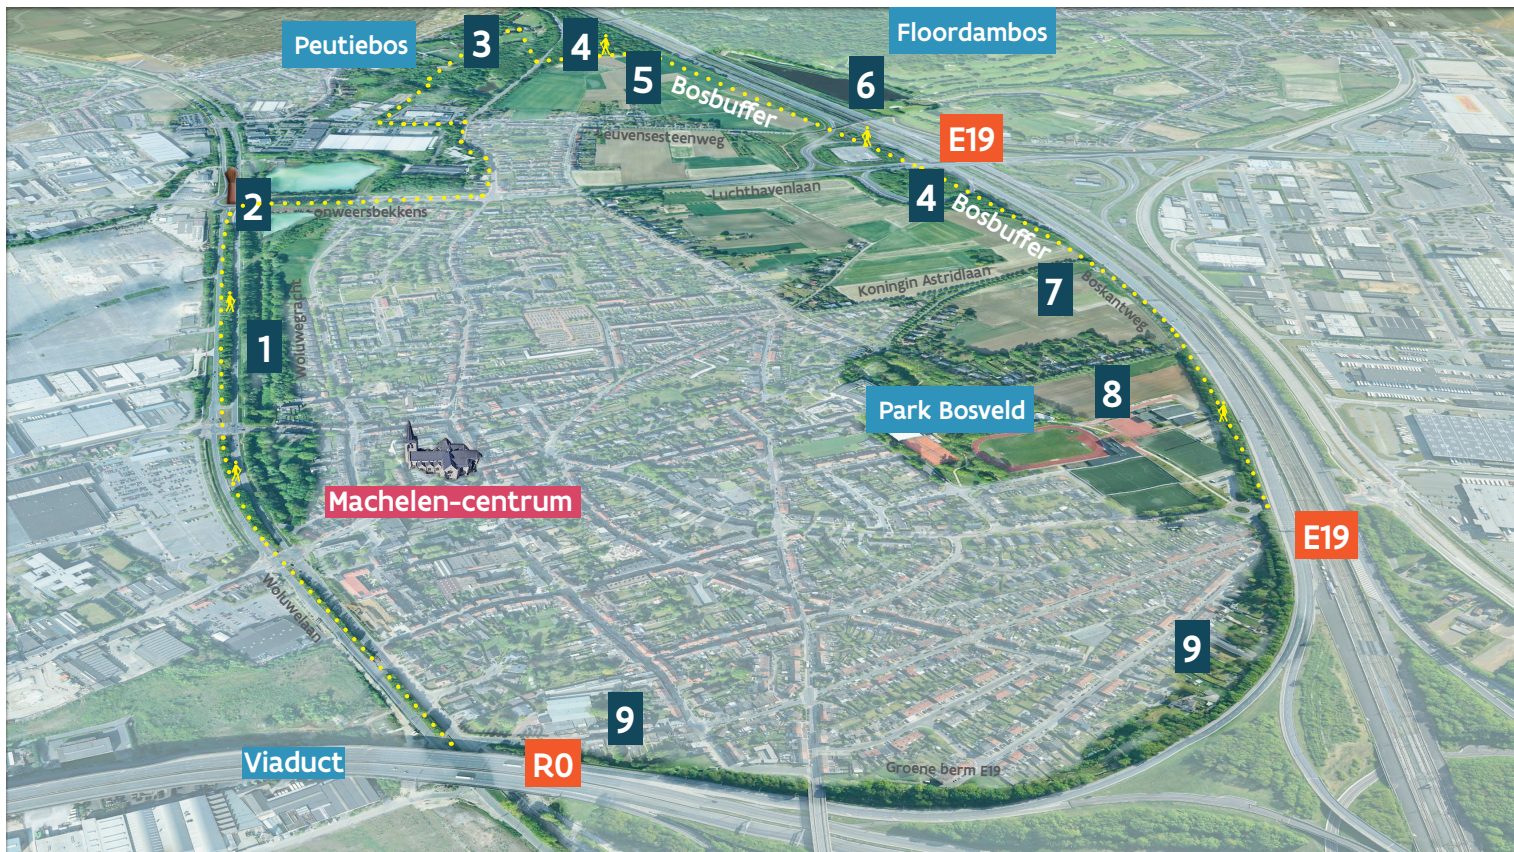 Peutiebos
3
4
Floordambos
5
Bosbuffer
6
E19
Leuvensesteenweg
Luchthavenlaan
4
Bosbuffer
2
onweersbekkens
Koningin Astridlaan
7
Boskantweg
Woluwegracht
1
Park Bosveld
8
Machelen-centrum
E19
Woluwelaan
9
9
Viaduct
R0
Groene berm E19